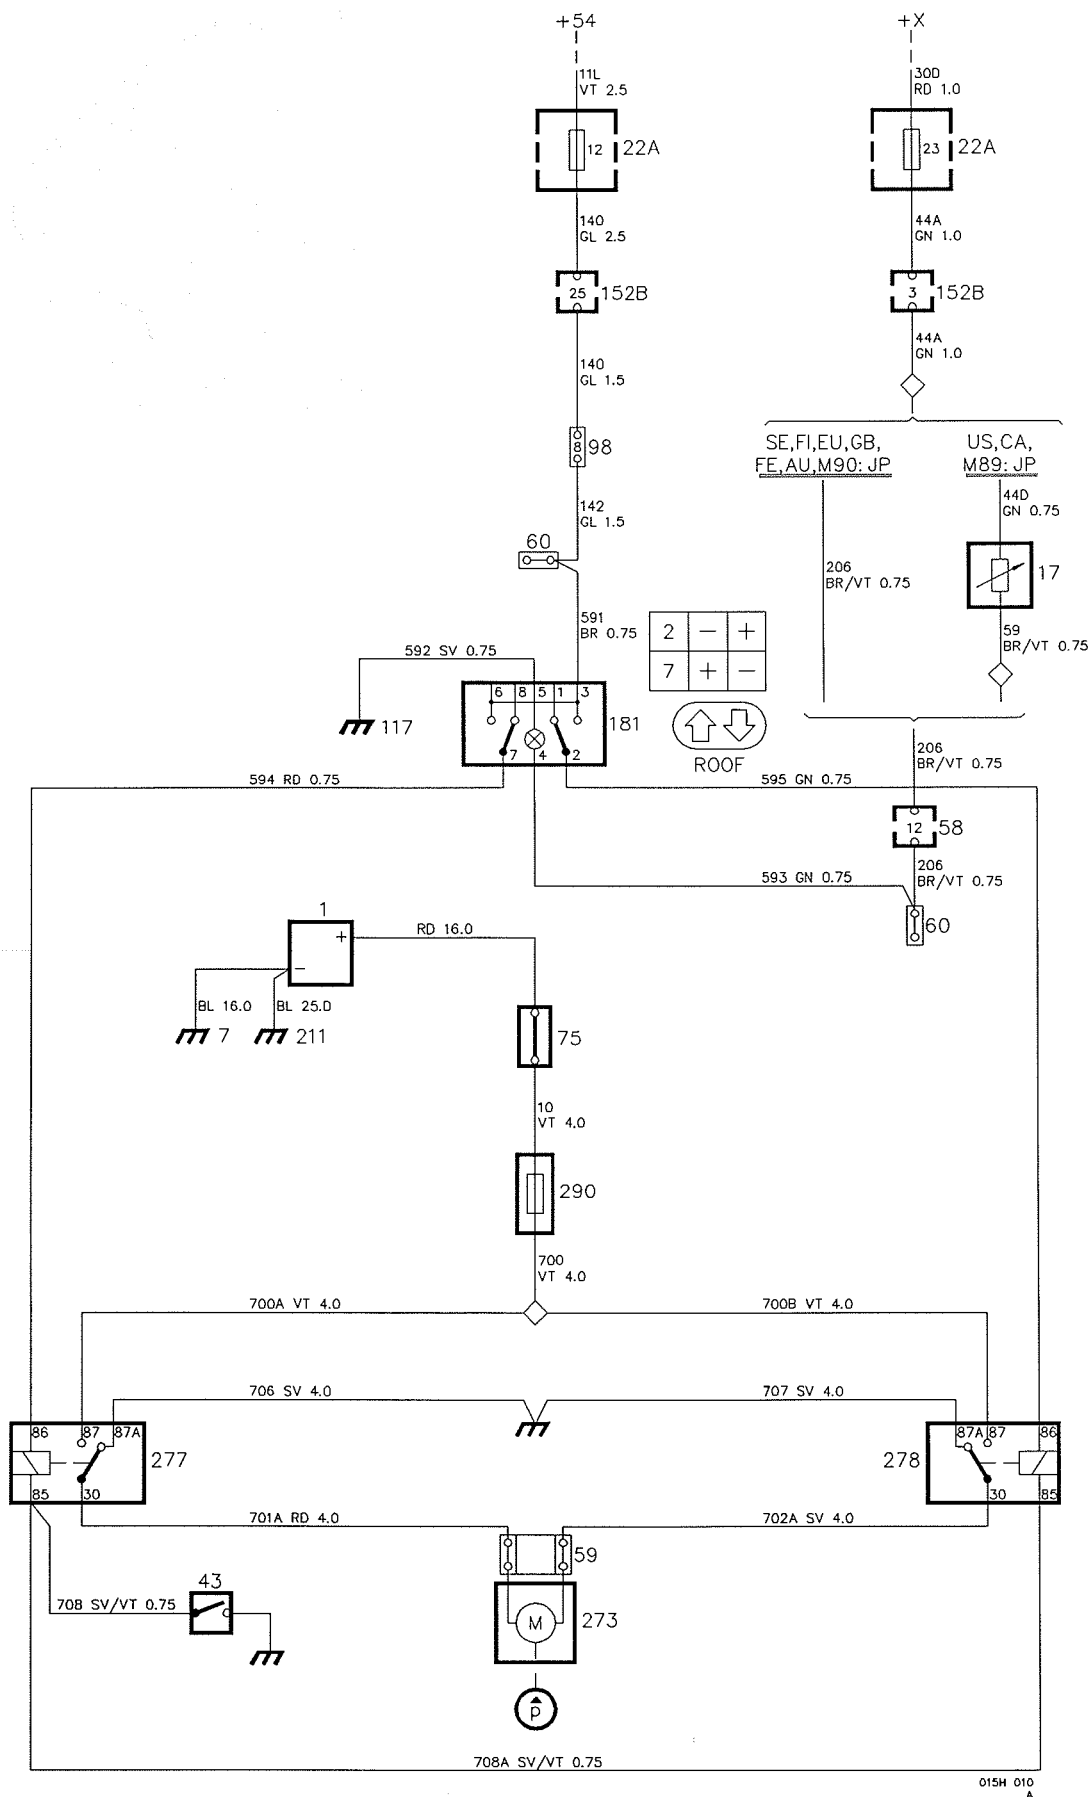 +54
+X
11L
VT 2.5
30D
RD 1.0
12
22A
23
22A
140
GL 2.5
44A
GN 1.0
25
152B
3
152B
140
GL 1.5
44A
GN 1.0
8
98
SE,FI,EU,GB,
FE,AU,M90: JP
US,CA,
M89: JP
142
GL 1.5
44D
GN 0.75
60
206
BR/VT 0.75
17
591
BR 0.75
2 − +
7 + −
59
BR/VT 0.75
592 SV 0.75
6 8 5 1 3
117
181
7 4 2
ROOF
206
BR/VT 0.75
594 RD 0.75
595 GN 0.75
12
58
593 GN 0.75
206
BR/VT 0.75
60
1
+
−
RD 16.0
BL 16.0
BL 25.D
7
211
75
10
VT 4.0
290
700
VT 4.0
700A VT 4.0
700B VT 4.0
706 SV 4.0
707 SV 4.0
86 87 87A
87A 87 86
277
278
85 30
30 85
701A RD 4.0
702A SV 4.0
59
43
708 SV/VT 0.75
M
273
P
708A SV/VT 0.75
015H 010
A